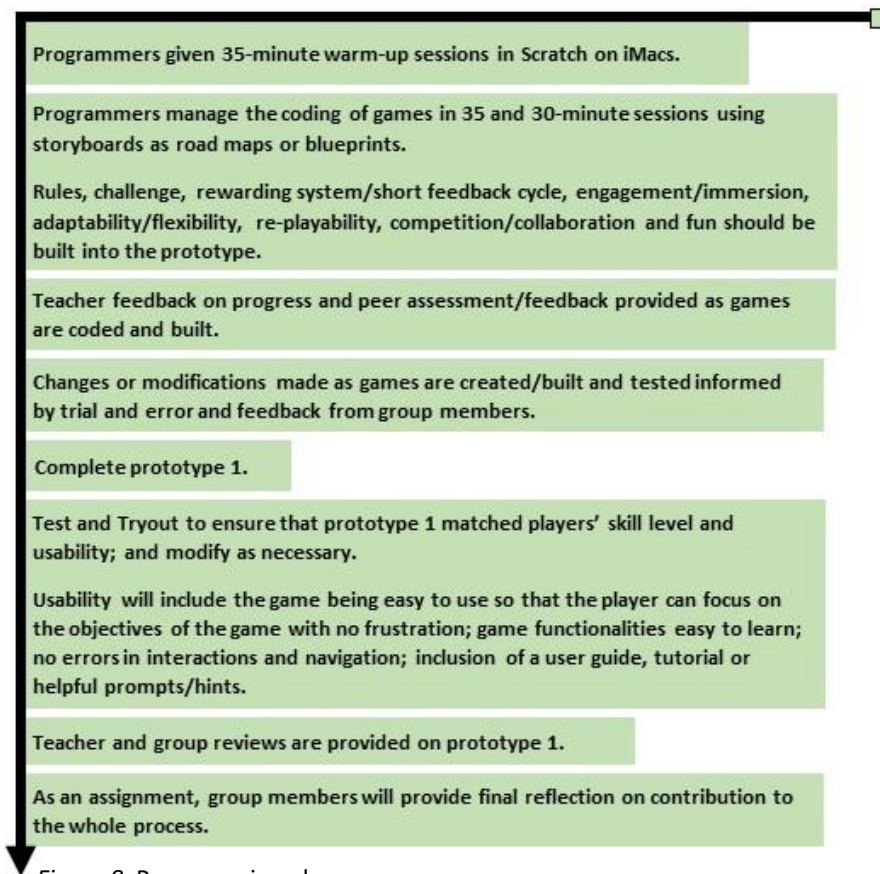 Programmers given 35-minute warm-up sessions in Scratch on iMacs.
Programmers manage the coding of games in 35 and 30-minute sessions using
storyboards as road maps or blueprints.
Rules, challenge, rewarding system/short feedback cycle, engagement/immersion,
adaptability/flexibility, re-playability, competition/collaboration and fun should be
built into the prototype.
Teacher feedback on progress and peer assessment/feedback provided as games
are coded and built.
Changes or modifications made as games are created/built and tested informed
by trial and error and feedback from group members.
Complete prototype 1.
Test and Tryout to ensure that prototype 1 matched players’ skill level and
usability; and modify as necessary.
Usability will include the game being easy to use so that the player can focus on
the objectives of the game with no frustration; game functionalities easy to learn;
no errors in interactions and navigation; inclusion of a user guide, tutorial or
helpful prompts/hints.
Teacher and group reviews are provided on prototype 1.
As an assignment, group members will provide final reflection on contribution to
the whole process.